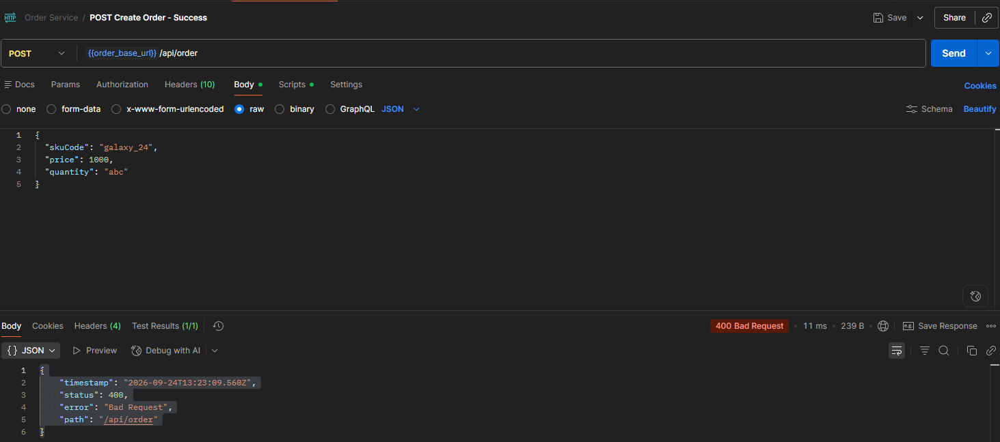 HTTP Order Service / POST Create Order - Success Save Share
POST {{order_base_url}} /api/order Send
Docs Params Authorization Headers (10) Body Scripts Settings Cookies
none form-data x-www-form-urlencoded raw binary GraphQL JSON Schema Beautify
1 {
2 "skuCode": "galaxy_24",
3 "price": 1000,
4 "quantity": "abc"
5 }
Body Cookies Headers (4) Test Results (1/1) 400 Bad Request • 11 ms • 239 B • e.g. Save Response
{} JSON Preview Debug with AI
1 {
2 "timestamp": "2026-09-24T13:23:09.560Z",
3 "status": 400,
4 "error": "Bad Request",
5 "path": "/api/order"
6 }